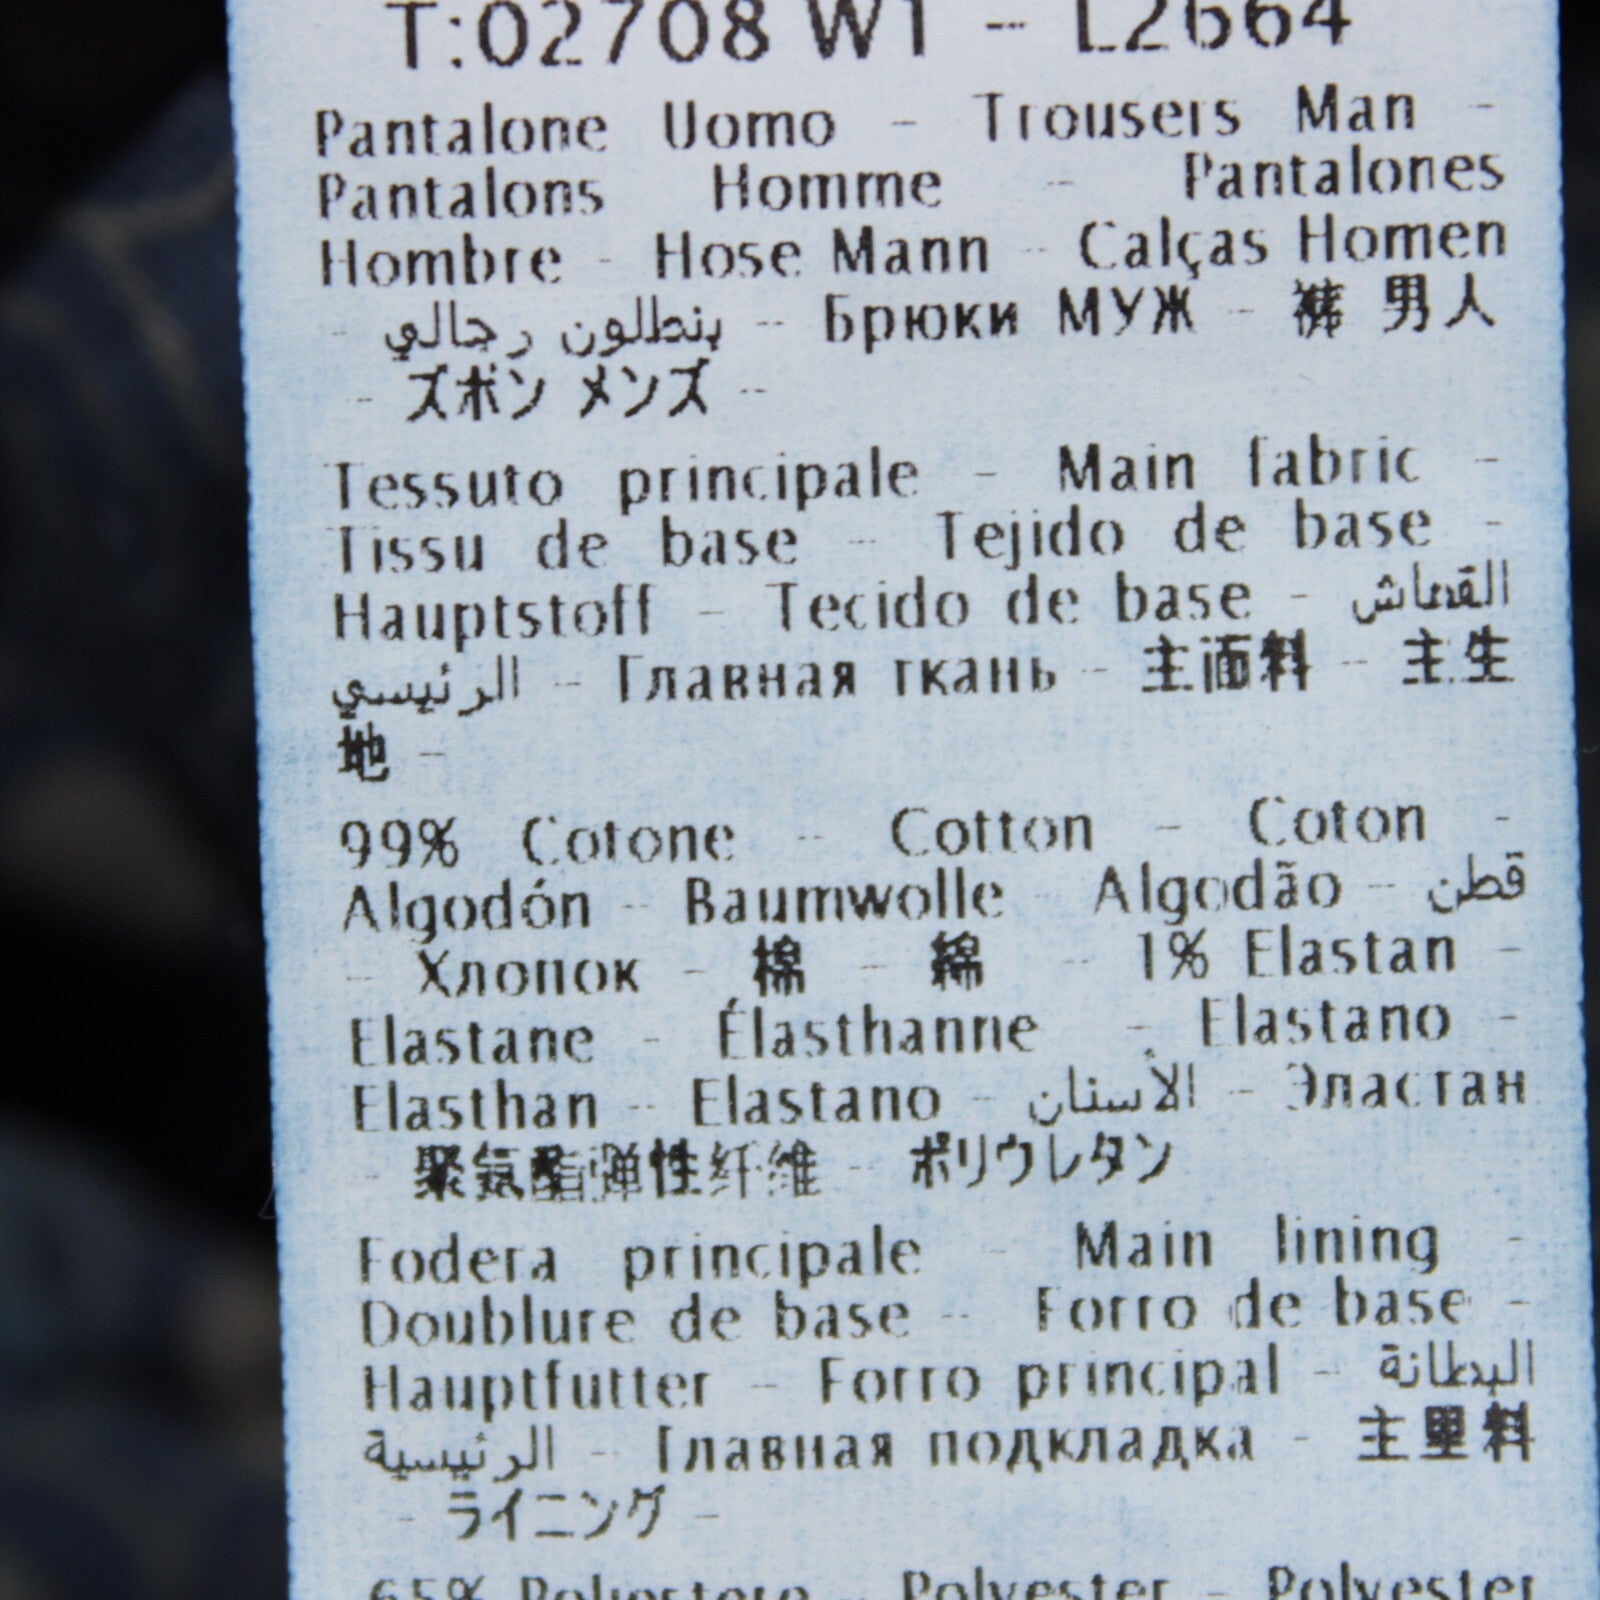 T:02708 W1 - L2664
Pantalone Uomo - Trousers Man -
Pantalons Homme - Pantalones
Hombre - Hose Mann - Calças Homen
- بنطلون رجالي - Брюки МУЖ - 裤 男人
- ズボン メンズ -
Tessuto principale - Main fabric -
Tissu de base - Tejido de base -
Hauptstoff - Tecido de base - القماش
الرئيسي - Главная ткань - 主面料 - 主生
地 -
99% Cotone - Cotton - Coton -
Algodón - Baumwolle - Algodão - قطن
- Хлопок - 棉 - 綿 - 1% Elastan -
Elastane - Élasthanne - Elastano -
Elasthan - Elastano - الأستان - Эластан
- 聚氨酯弹性纤维 - ポリウレタン
Fodera principale - Main lining -
Doublure de base - Forro de base -
Hauptfutter - Forro principal - البطانة
الرئيسية - Главная подкладка - 主里料
- ライニング -
65% Poliestere - Polyester - Polyester